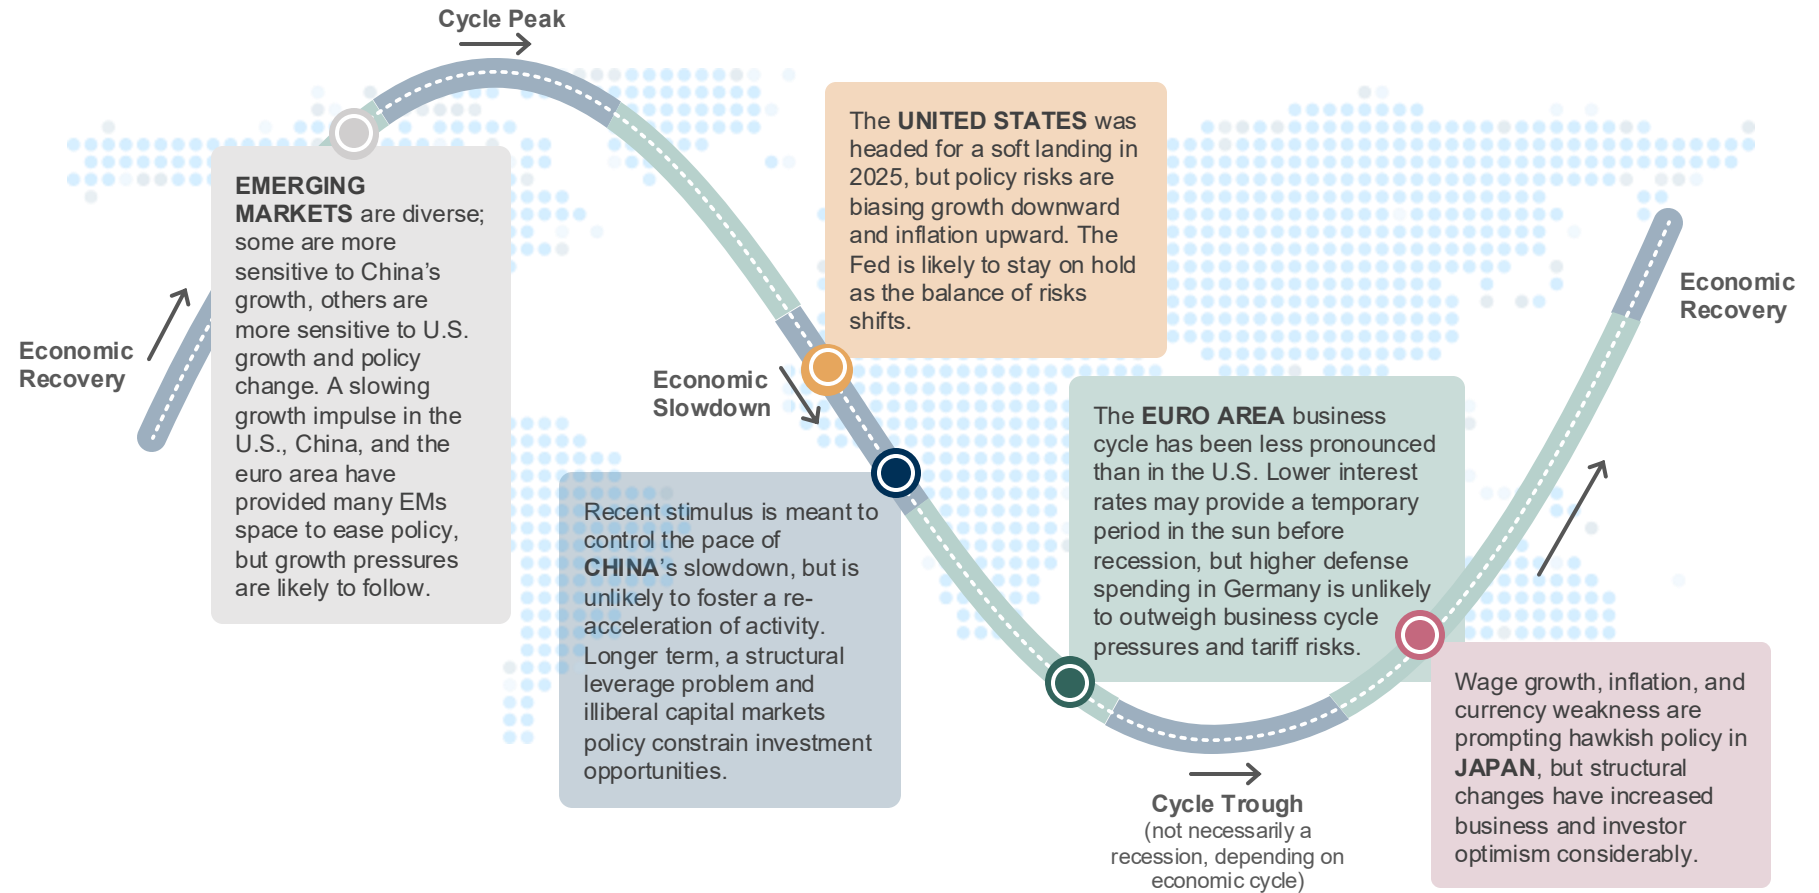 Cycle Peak
EMERGING
MARKETS are diverse;
some are more
sensitive to China's
growth, others are
more sensitive to U.S.
growth and policy
change. A slowing
growth impulse in the
U.S., China, and the
euro area have
provided many EMs
space to ease policy,
but growth pressures
are likely to follow.
Economic
Recovery
The UNITED STATES was
headed for a soft landing in
2025, but policy risks are
biasing growth downward
and inflation upward. The
Fed is likely to stay on hold
as the balance of risks
shifts.
Economic
Slowdown
Recent stimulus is meant to
control the pace of
CHINA's slowdown, but is
unlikely to foster a re-
acceleration of activity.
Longer term, a structural
leverage problem and
illiberal capital markets
policy constrain investment
opportunities.
The EURO AREA business
cycle has been less pronounced
than in the U.S. Lower interest
rates may provide a temporary
period in the sun before
recession, but higher defense
spending in Germany is unlikely
to outweigh business cycle
pressures and tariff risks.
Cycle Trough
(not necessarily a
recession, depending on
economic cycle)
Wage growth, inflation, and
currency weakness are
prompting hawkish policy in
JAPAN, but structural
changes have increased
business and investor
optimism considerably.
Economic
Recovery